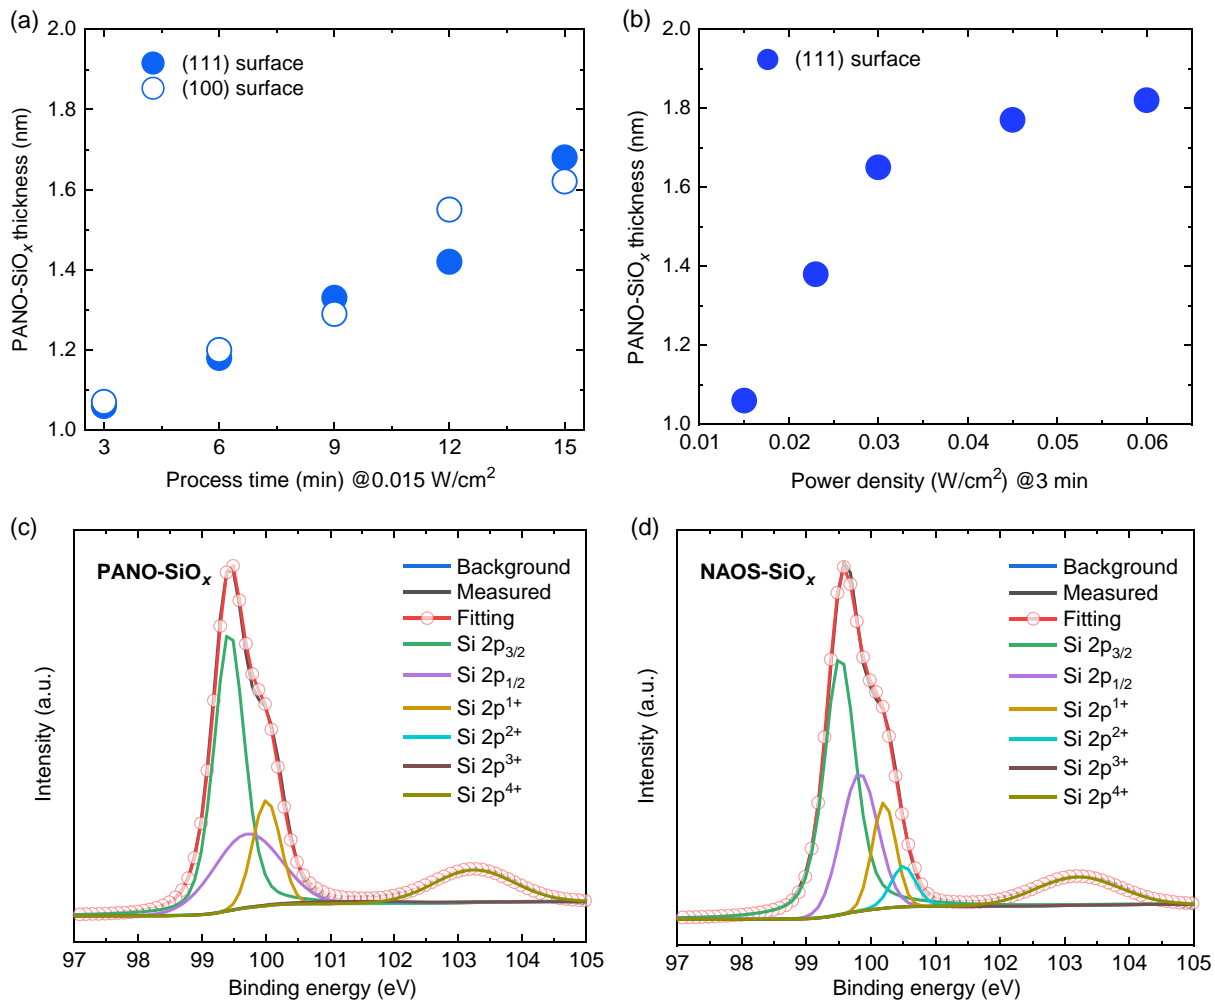 (a)
2.0
1.8
1.6
1.4
1.2
1.0
PANO-SiOₓ thickness (nm)
(111) surface
(100) surface
3 6 9 12 15
Process time (min) @0.015 W/cm²
(b)
2.0
1.8
1.6
1.4
1.2
1.0
PANO-SiOₓ thickness (nm)
(111) surface
0.01 0.02 0.03 0.04 0.05 0.06
Power density (W/cm²) @3 min
(c)
PANO-SiOₓ
Intensity (a.u.)
Background
Measured
Fitting
Si 2p₃/₂
Si 2p₁/₂
Si 2p¹⁺
Si 2p²⁺
Si 2p³⁺
Si 2p⁴⁺
97 98 99 100 101 102 103 104 105
Binding energy (eV)
(d)
NAOS-SiOₓ
Intensity (a.u.)
Background
Measured
Fitting
Si 2p₃/₂
Si 2p₁/₂
Si 2p¹⁺
Si 2p²⁺
Si 2p³⁺
Si 2p⁴⁺
97 98 99 100 101 102 103 104 105
Binding energy (eV)